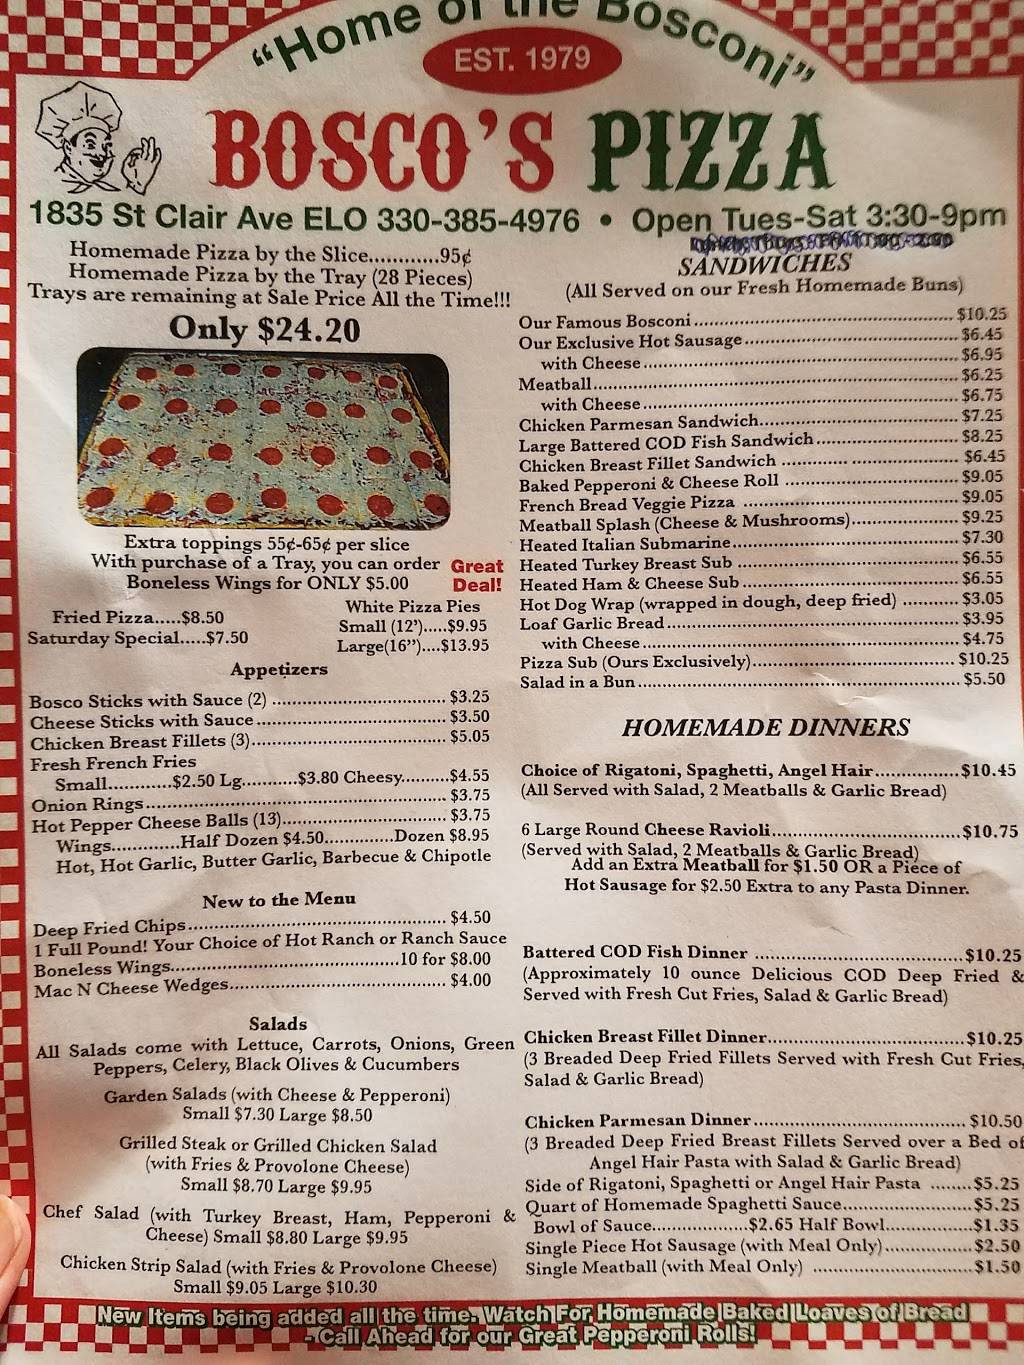 "Home of the Bosconi"
EST. 1979
BOSCO'S PIZZA
1835 St Clair Ave ELO 330-385-4976 • Open Tues-Sat 3:30-9pm
Homemade Pizza by the Slice............95¢
Homemade Pizza by the Tray (28 Pieces)
Trays are remaining at Sale Price All the Time!!!
Only $24.20
Extra toppings 55¢-65¢ per slice
With purchase of a Tray, you can order
Boneless Wings for ONLY $5.00
Great
Deal!
Fried Pizza.....$8.50
Saturday Special.....$7.50
White Pizza Pies
Small (12').....$9.95
Large(16")....$13.95
Appetizers
Bosco Sticks with Sauce (2) ................................. $3.25
Cheese Sticks with Sauce .................................... $3.50
Chicken Breast Fillets (3)..................................... $5.05
Fresh French Fries
Small............$2.50 Lg..........$3.80 Cheesy.........$4.55
Onion Rings......................................................... $3.75
Hot Pepper Cheese Balls (13)............................... $3.75
Wings.............Half Dozen $4.50.............Dozen $8.95
Hot, Hot Garlic, Butter Garlic, Barbecue & Chipotle
New to the Menu
Deep Fried Chips................................................. $4.50
1 Full Pound! Your Choice of Hot Ranch or Ranch Sauce
Boneless Wings...........................................10 for $8.00
Mac N Cheese Wedges......................................... $4.00
Salads
All Salads come with Lettuce, Carrots, Onions, Green
Peppers, Celery, Black Olives & Cucumbers
Garden Salads (with Cheese & Pepperoni)
Small $7.30 Large $8.50
Grilled Steak or Grilled Chicken Salad
(with Fries & Provolone Cheese)
Small $8.70 Large $9.95
Chef Salad (with Turkey Breast, Ham, Pepperoni &
Cheese) Small $8.80 Large $9.95
Chicken Strip Salad (with Fries & Provolone Cheese)
Small $9.05 Large $10.30
SANDWICHES
(All Served on our Fresh Homemade Buns)
Our Famous Bosconi ................................................. $10.25
Our Exclusive Hot Sausage......................................... $6.45
with Cheese ............................................................ $6.95
Meatball...................................................................... $6.25
with Cheese ............................................................ $6.75
Chicken Parmesan Sandwich...................................... $7.25
Large Battered COD Fish Sandwich ........................... $8.25
Chicken Breast Fillet Sandwich .................................. $6.45
Baked Pepperoni & Cheese Roll ................................. $9.05
French Bread Veggie Pizza ......................................... $9.05
Meatball Splash (Cheese & Mushrooms)..................... $9.25
Heated Italian Submarine........................................... $7.30
Heated Turkey Breast Sub .......................................... $6.55
Heated Ham & Cheese Sub ......................................... $6.55
Hot Dog Wrap (wrapped in dough, deep fried) ........... $3.05
Loaf Garlic Bread........................................................ $3.95
with Cheese ............................................................ $4.75
Pizza Sub (Ours Exclusively)....................................... $10.25
Salad in a Bun ............................................................. $5.50
HOMEMADE DINNERS
Choice of Rigatoni, Spaghetti, Angel Hair................$10.45
(All Served with Salad, 2 Meatballs & Garlic Bread)
6 Large Round Cheese Ravioli....................................$10.75
(Served with Salad, 2 Meatballs & Garlic Bread)
Add an Extra Meatball for $1.50 OR a Piece of
Hot Sausage for $2.50 Extra to any Pasta Dinner.
Battered COD Fish Dinner ........................................$10.25
(Approximately 10 ounce Delicious COD Deep Fried &
Served with Fresh Cut Fries, Salad & Garlic Bread)
Chicken Breast Fillet Dinner......................................$10.25
(3 Breaded Deep Fried Fillets Served with Fresh Cut Fries,
Salad & Garlic Bread)
Chicken Parmesan Dinner ......................................... $10.50
(3 Breaded Deep Fried Breast Fillets Served over a Bed of
Angel Hair Pasta with Salad & Garlic Bread)
Side of Rigatoni, Spaghetti or Angel Hair Pasta ........$5.25
Quart of Homemade Spaghetti Sauce.........................$5.25
Bowl of Sauce...................$2.65 Half Bowl.................$1.35
Single Piece Hot Sausage (with Meal Only).................$2.50
Single Meatball (with Meal Only) ...............................$1.50
New Items being added all the time. Watch For Homemade Baked Loaves of Bread
- Call Ahead for our Great Pepperoni Rolls!